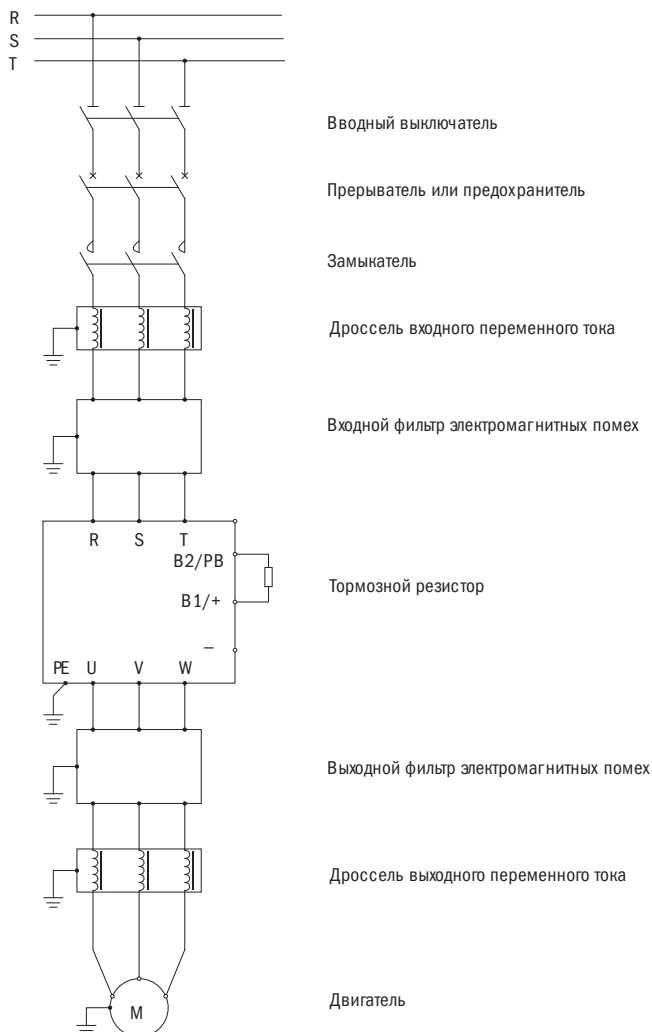 R
S
T
Вводный выключатель
Прерыватель или предохранитель
Замыкатель
Дроссель входного переменного тока
Входной фильтр электромагнитных помех
R S T
B2/PB
B1/+
Тормозной резистор
−
PE U V W
Выходной фильтр электромагнитных помех
Дроссель выходного переменного тока
M
Двигатель